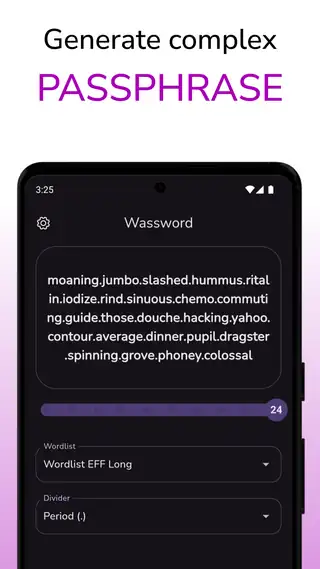 Generate complex
PASSPHRASE
3:25
Wassword
moaning.jumbo.slashed.hummus.rital
in.iodize.rind.sinuous.chemo.commuti
ng.guide.those.douche.hacking.yahoo.
contour.average.dinner.pupil.dragster
.spinning.grove.phoney.colossal
24
Wordlist
Wordlist EFF Long
Divider
Period (.)